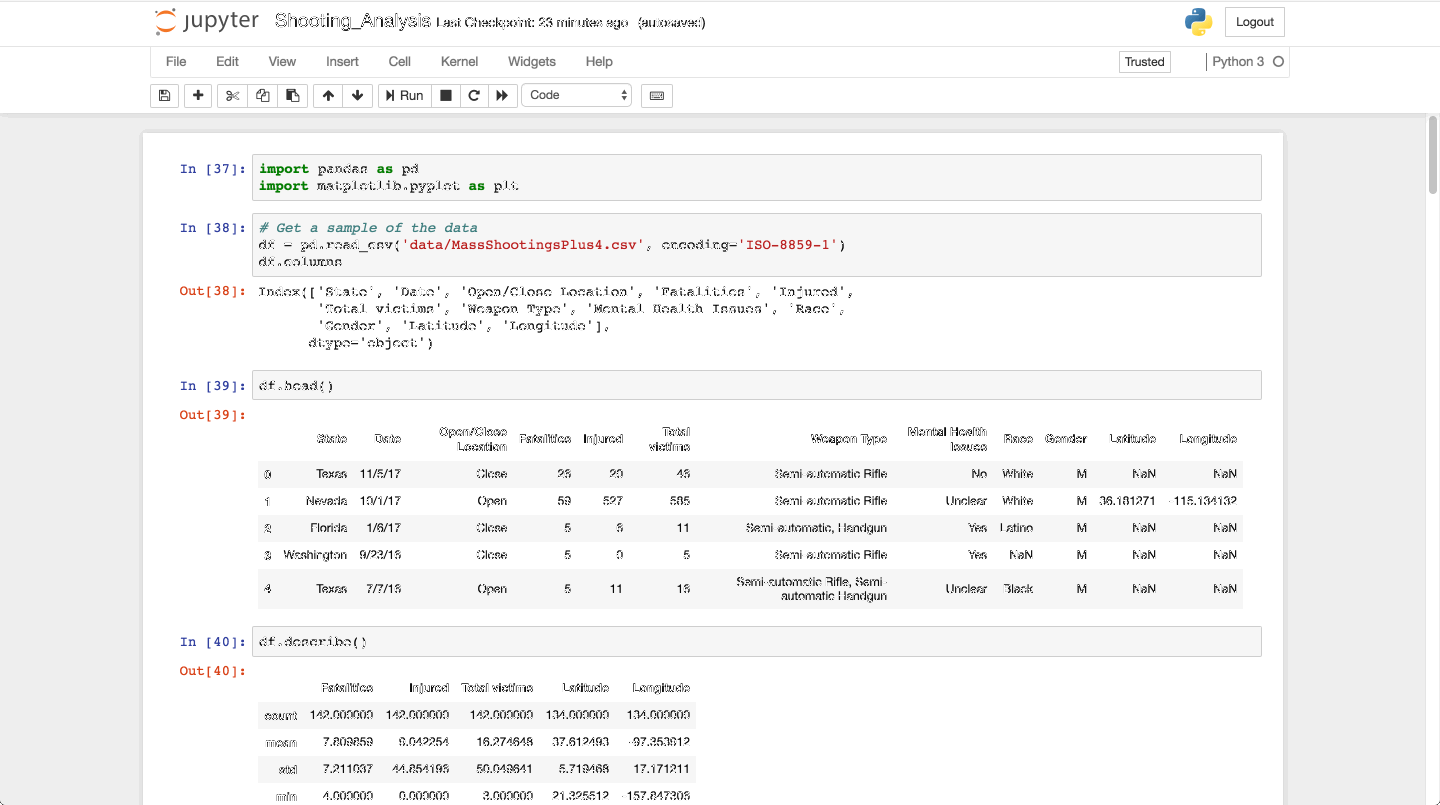 jupyter Shooting_Analysis Last Checkpoint: 23 minutes ago (autosaved) Logout
File Edit View Insert Cell Kernel Widgets Help Trusted Python 3
Run Code
In [37]: import pandas as pd
import matplotlib.pyplot as plt
In [38]: # Get a sample of the data
df = pd.read_csv('data/MassShootingsPlus4.csv', encoding='ISO-8859-1')
df.columns
Out[38]: Index(['State', 'Date', 'Open/Close Location', 'Fatalities', 'Injured',
'Total victims', 'Weapon Type', 'Mental Health Issues', 'Race',
'Gender', 'Latitude', 'Longitude'],
dtype='object')
In [39]: df.head()
Out[39]:
State Date Open/Close Location Fatalities Injured Total victims Weapon Type Mental Health Issues Race Gender Latitude Longitude
0 Texas 11/5/17 Close 26 20 46 Semi-automatic Rifle No White M NaN NaN
1 Nevada 10/1/17 Open 59 527 585 Semi-automatic Rifle Unclear White M 36.181271 -115.134132
2 Florida 1/6/17 Close 5 6 11 Semi-automatic, Handgun Yes Latino M NaN NaN
3 Washington 9/23/16 Close 5 0 5 Semi-automatic Rifle Yes NaN M NaN NaN
4 Texas 7/7/16 Open 5 11 16 Semi-automatic Rifle, Semi-
automatic Handgun Unclear Black M NaN NaN
In [40]: df.describe()
Out[40]:
Fatalities Injured Total victims Latitude Longitude
count 142.000000 142.000000 142.000000 134.000000 134.000000
mean 7.809859 16.274648 37.612493
std 7.211037 44.854193 50.049641 5.719468 17.171211
min 4.000000 0.000000 3.000000